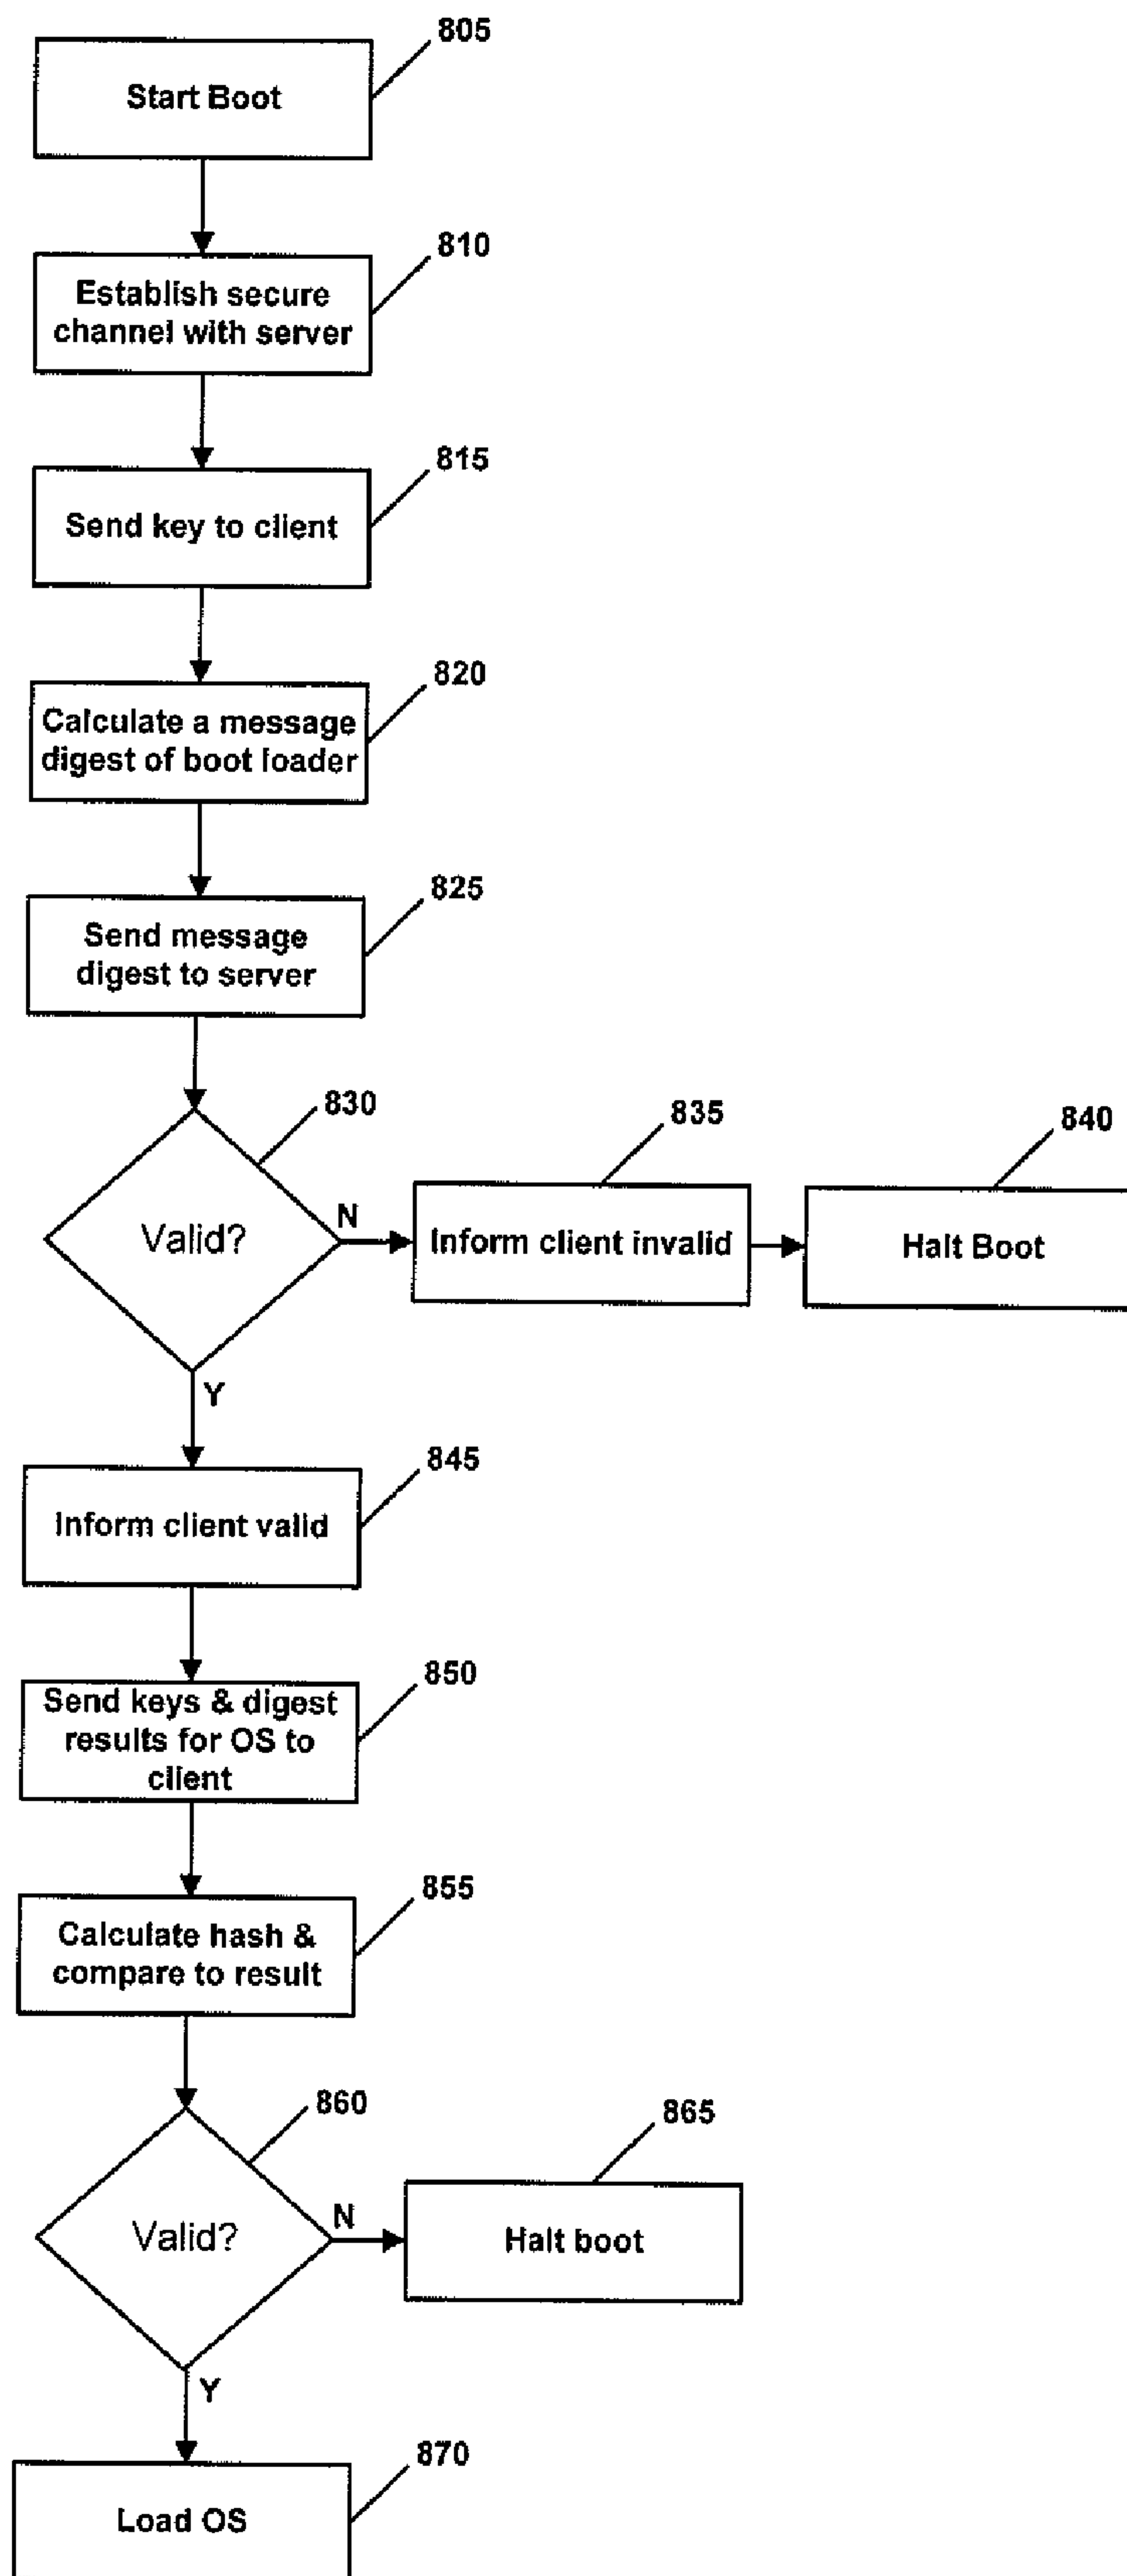 805
Start Boot
810
Establish secure
channel with server
815
Send key to client
820
Calculate a message
digest of boot loader
825
Send message
digest to server
830
Valid?
N
835
Inform client invalid
840
Halt Boot
Y
845
Inform client valid
850
Send keys & digest
results for OS to
client
855
Calculate hash &
compare to result
860
Valid?
N
865
Halt boot
Y
870
Load OS